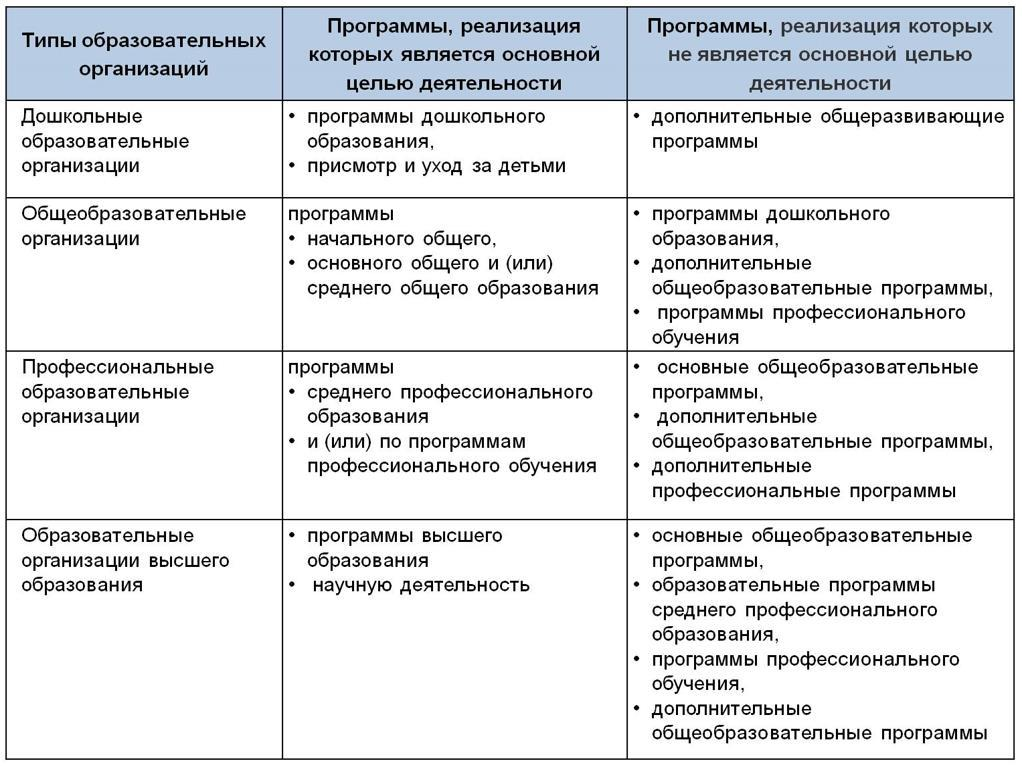 Типы образовательных
организаций
Программы, реализация
которых является основной
целью деятельности
Программы, реализация которых
не является основной целью
деятельности
Дошкольные
образовательные
организации
• программы дошкольного
образования,
• присмотр и уход за детьми
• дополнительные общеразвивающие
программы
Общеобразовательные
организации
программы
• начального общего,
• основного общего и (или)
среднего общего образования
• программы дошкольного
образования,
• дополнительные
общеобразовательные программы,
• программы профессионального
обучения
Профессиональные
образовательные
организации
программы
• среднего профессионального
образования
• и (или) по программам
профессионального обучения
• основные общеобразовательные
программы,
• дополнительные
общеобразовательные программы,
• дополнительные
профессиональные программы
Образовательные
организации высшего
образования
• программы высшего
образования
• научную деятельность
• основные общеобразовательные
программы,
• образовательные программы
среднего профессионального
образования,
• программы профессионального
обучения,
• дополнительные
общеобразовательные программы